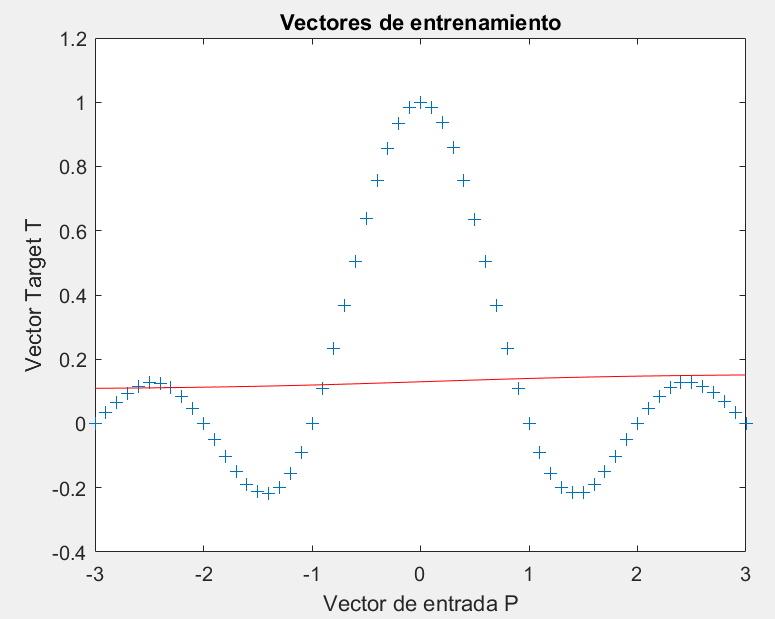 Vectores de entrenamiento
1.2
1
0.8
0.6
0.4
0.2
0
-0.2
-0.4
Vector Target T
-3 -2 -1 0 1 2 3
Vector de entrada P